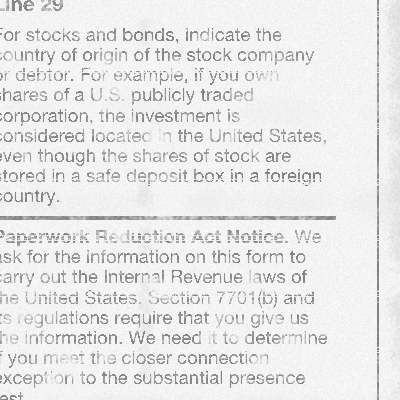 Line 29
For stocks and bonds, indicate the
country of origin of the stock company
or debtor. For example, if you own
shares of a U.S. publicly traded
corporation, the investment is
considered located in the United States,
even though the shares of stock are
stored in a safe deposit box in a foreign
country.
Paperwork Reduction Act Notice. We
ask for the information on this form to
carry out the Internal Revenue laws of
the United States. Section 7701(b) and
its regulations require that you give us
the information. We need it to determine
if you meet the closer connection
exception to the substantial presence
test.